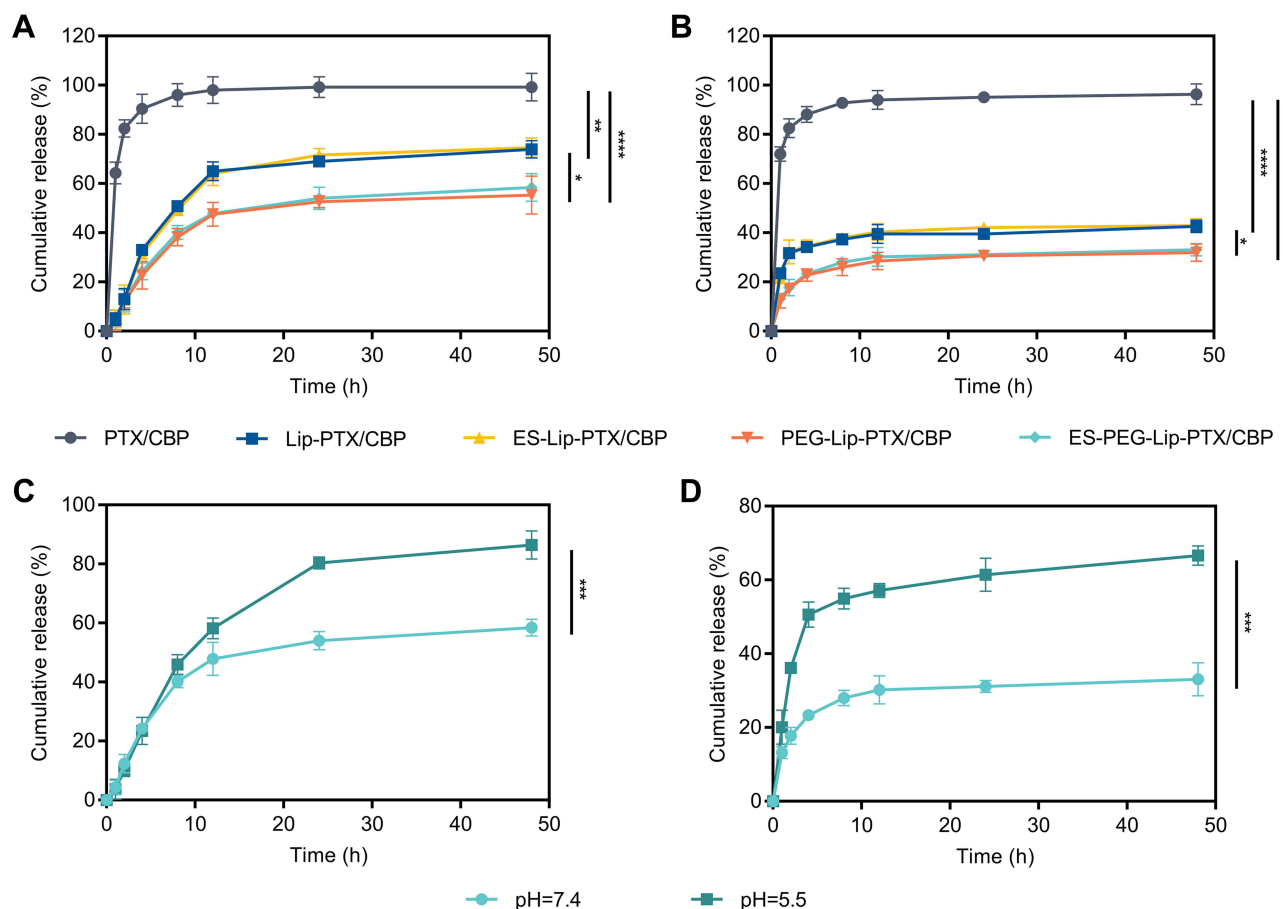 A
B
120
100
80
60
40
20
0
0 10 20 30 40 50
Cumulative release (%)
Time (h)
**
****
*
120
100
80
60
40
20
0
0 10 20 30 40 50
Cumulative release (%)
Time (h)
****
*
PTX/CBP Lip-PTX/CBP ES-Lip-PTX/CBP PEG-Lip-PTX/CBP ES-PEG-Lip-PTX/CBP
C
D
100
80
60
40
20
0
0 10 20 30 40 50
Cumulative release (%)
Time (h)
***
80
60
40
20
0
0 10 20 30 40 50
Cumulative release (%)
Time (h)
***
pH=7.4 pH=5.5